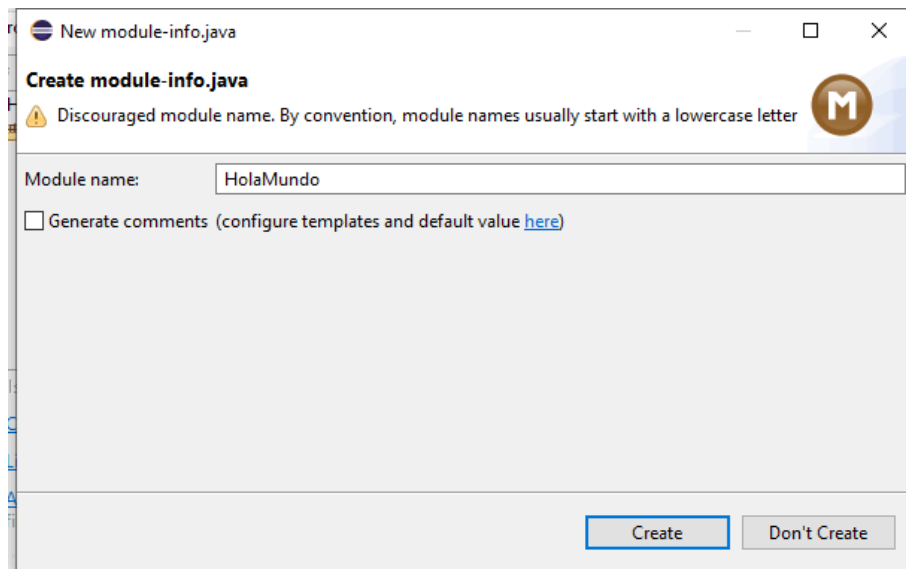 New module-info.java
Create module-info.java
Discouraged module name. By convention, module names usually start with a lowercase letter
M
Module name: HolaMundo
Generate comments (configure templates and default value here)
Create Don't Create